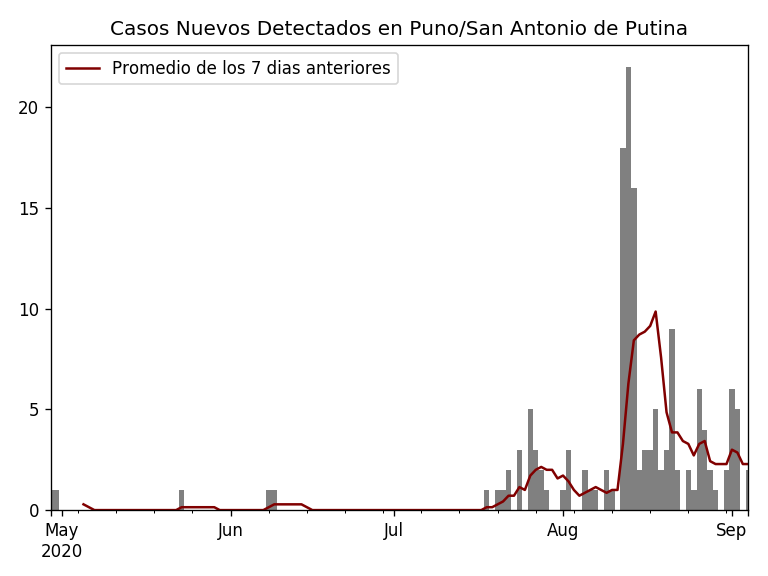 Casos Nuevos Detectados en Puno/San Antonio de Putina
Promedio de los 7 dias anteriores
20
15
10
5
0
May Jun Jul Aug Sep
2020